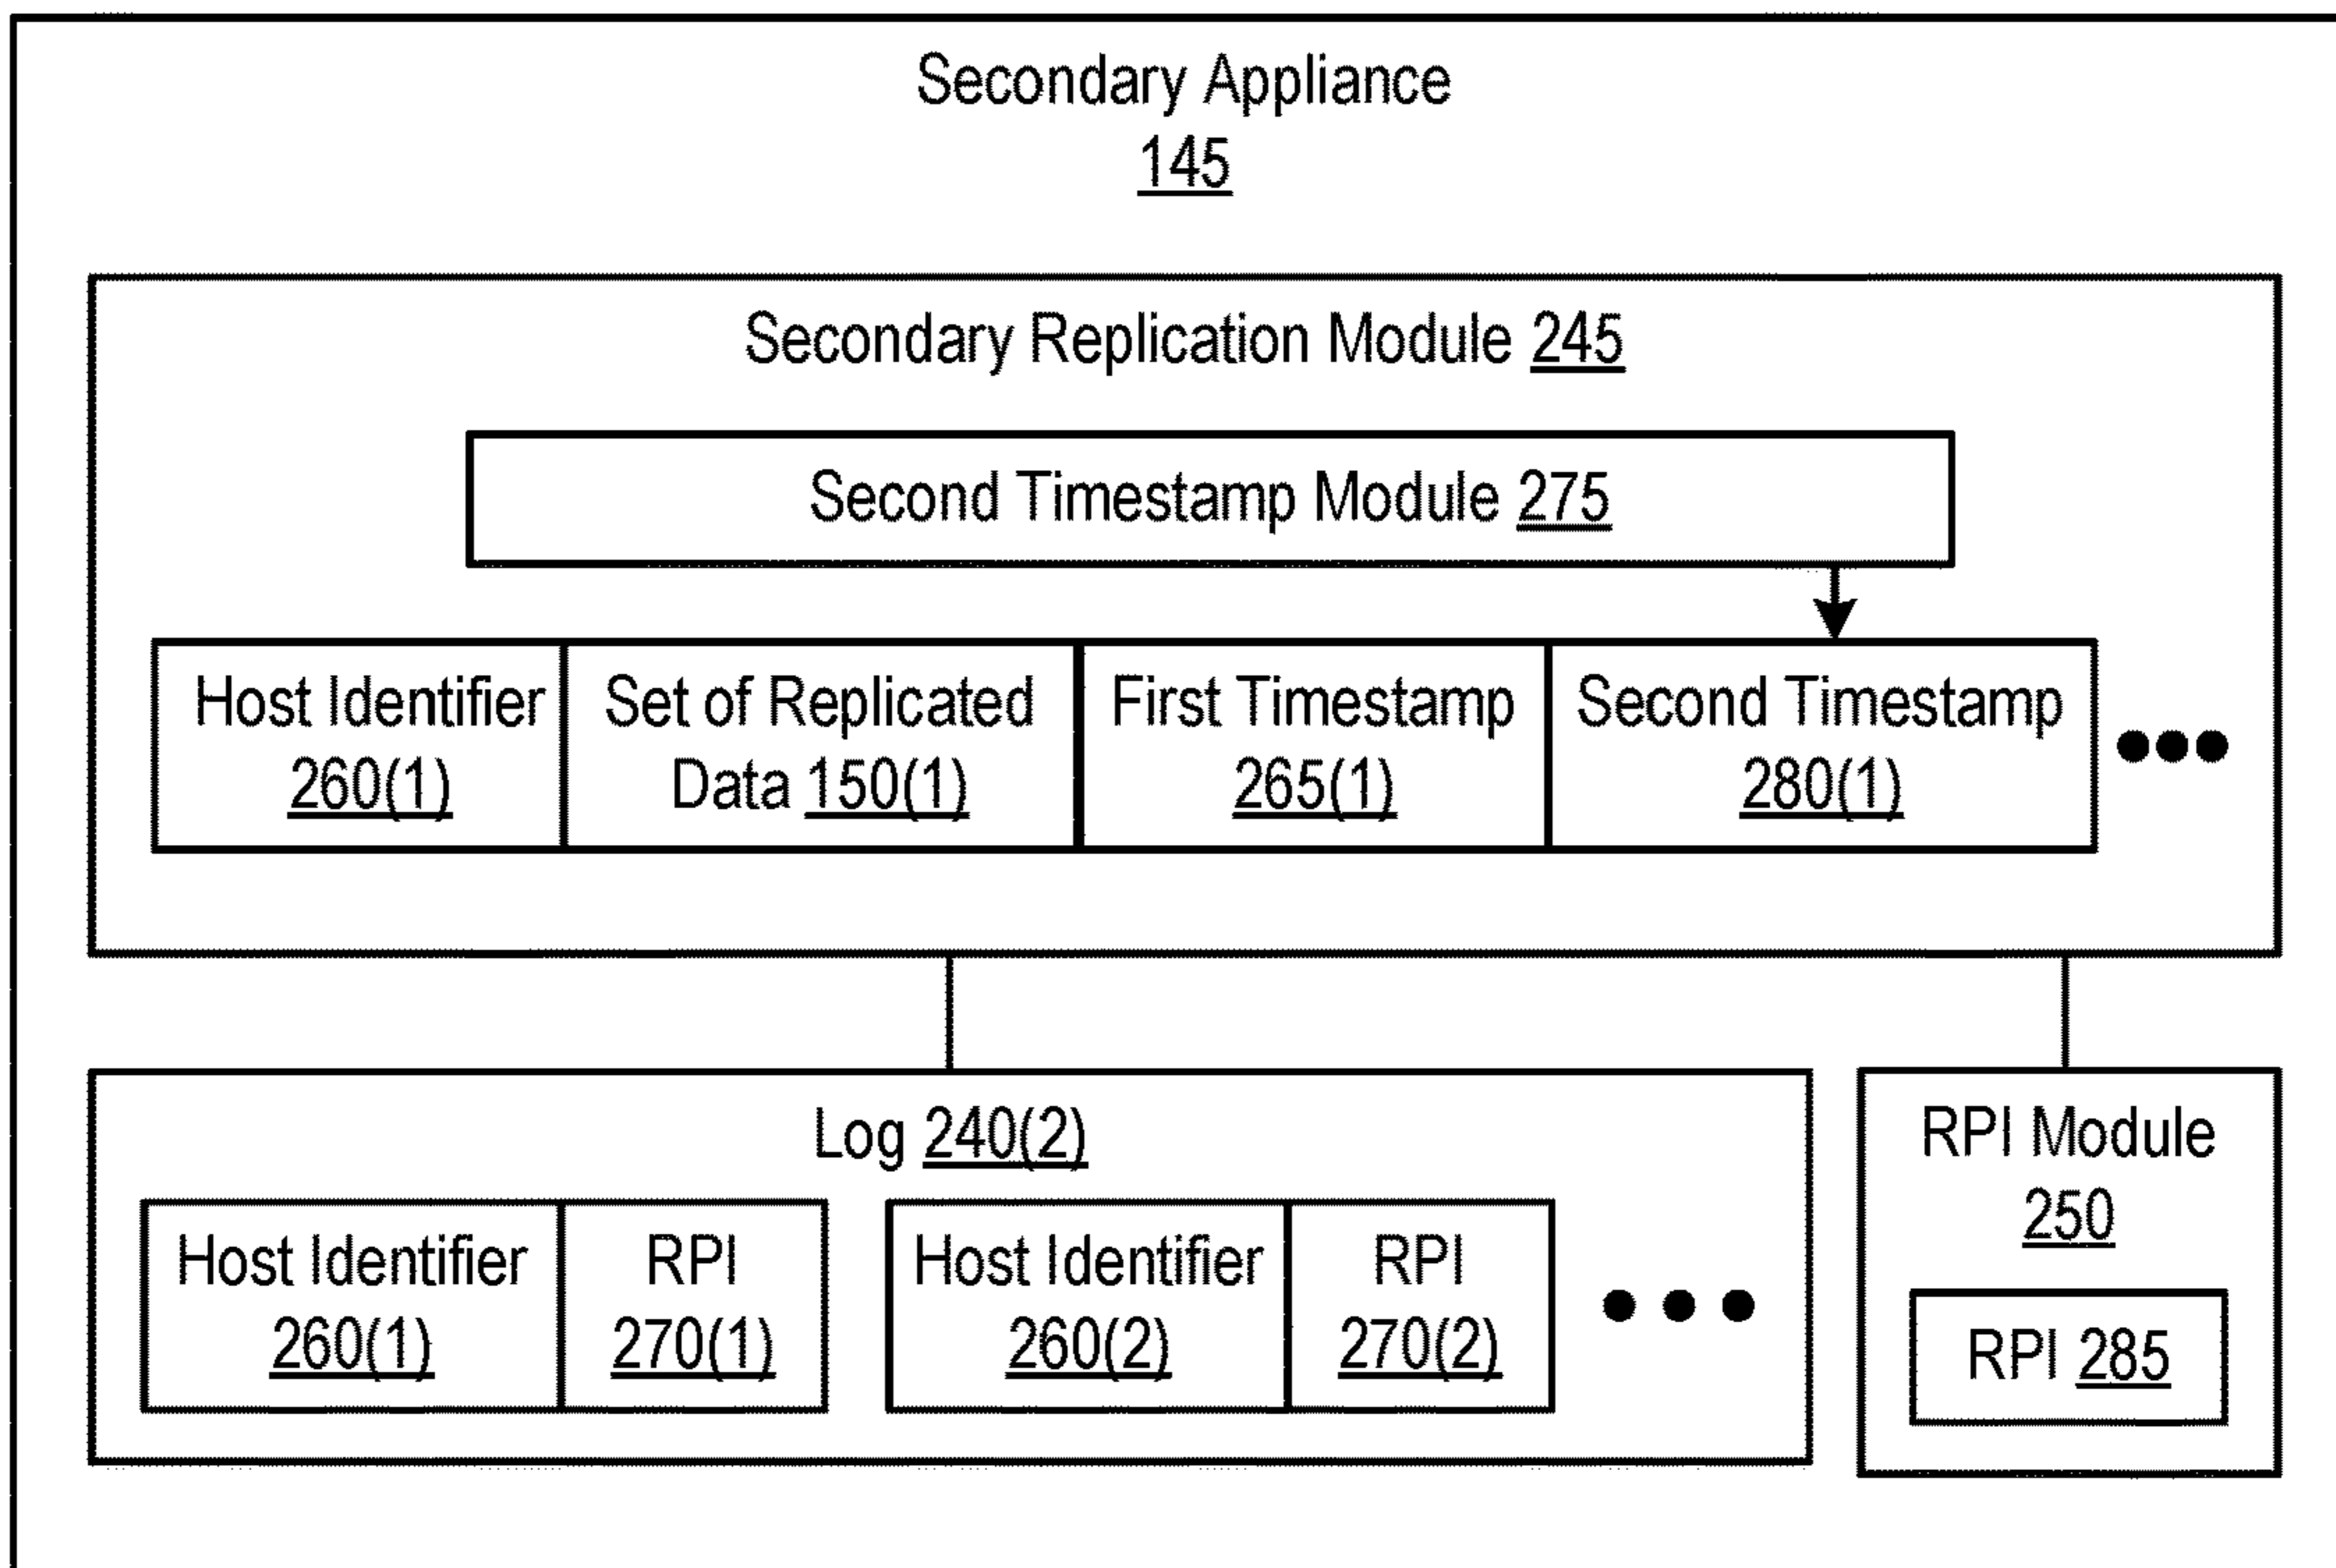 Secondary Appliance
145
Secondary Replication Module 245
Second Timestamp Module 275
Host Identifier
260(1)
Set of Replicated
Data 150(1)
First Timestamp
265(1)
Second Timestamp
280(1)
Log 240(2)
Host Identifier
260(1)
RPI
270(1)
Host Identifier
260(2)
RPI
270(2)
RPI Module
250
RPI 285